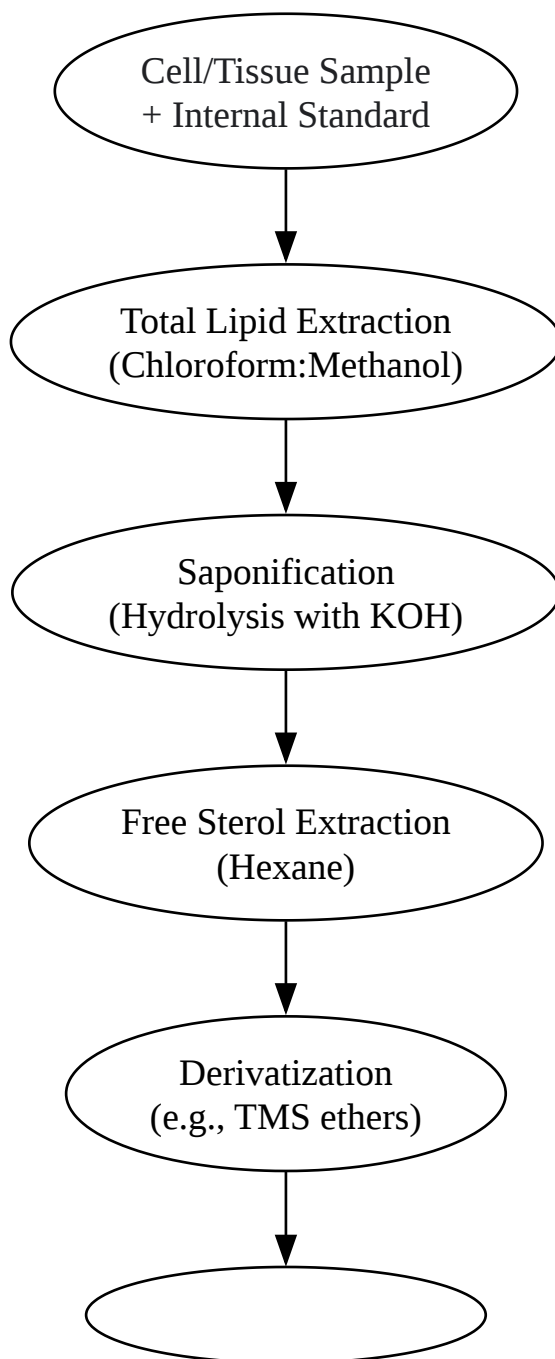 Cell/Tissue Sample
+ Internal Standard
Total Lipid Extraction
(Chloroform:Methanol)
Saponification
(Hydrolysis with KOH)
Free Sterol Extraction
(Hexane)
Derivatization
(e.g., TMS ethers)